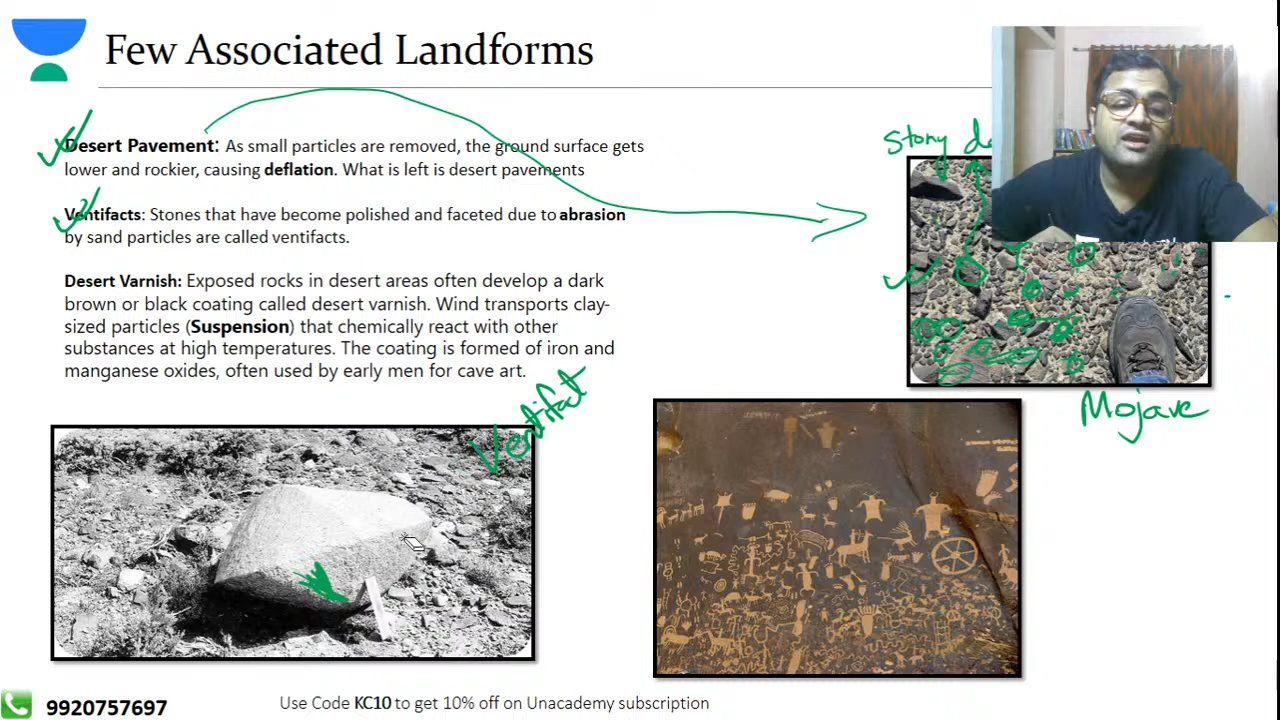 Few Associated Landforms
Desert Pavement: As small particles are removed, the ground surface gets
lower and rockier, causing deflation. What is left is desert pavements
Ventifacts: Stones that have become polished and faceted due to abrasion
by sand particles are called ventifacts.
Desert Varnish: Exposed rocks in desert areas often develop a dark
brown or black coating called desert varnish. Wind transports clay-
sized particles (Suspension) that chemically react with other
substances at high temperatures. The coating is formed of iron and
manganese oxides, often used by early men for cave art.
Stony de
Mojave
Ventifact
9920757697
Use Code KC10 to get 10% off on Unacademy subscription